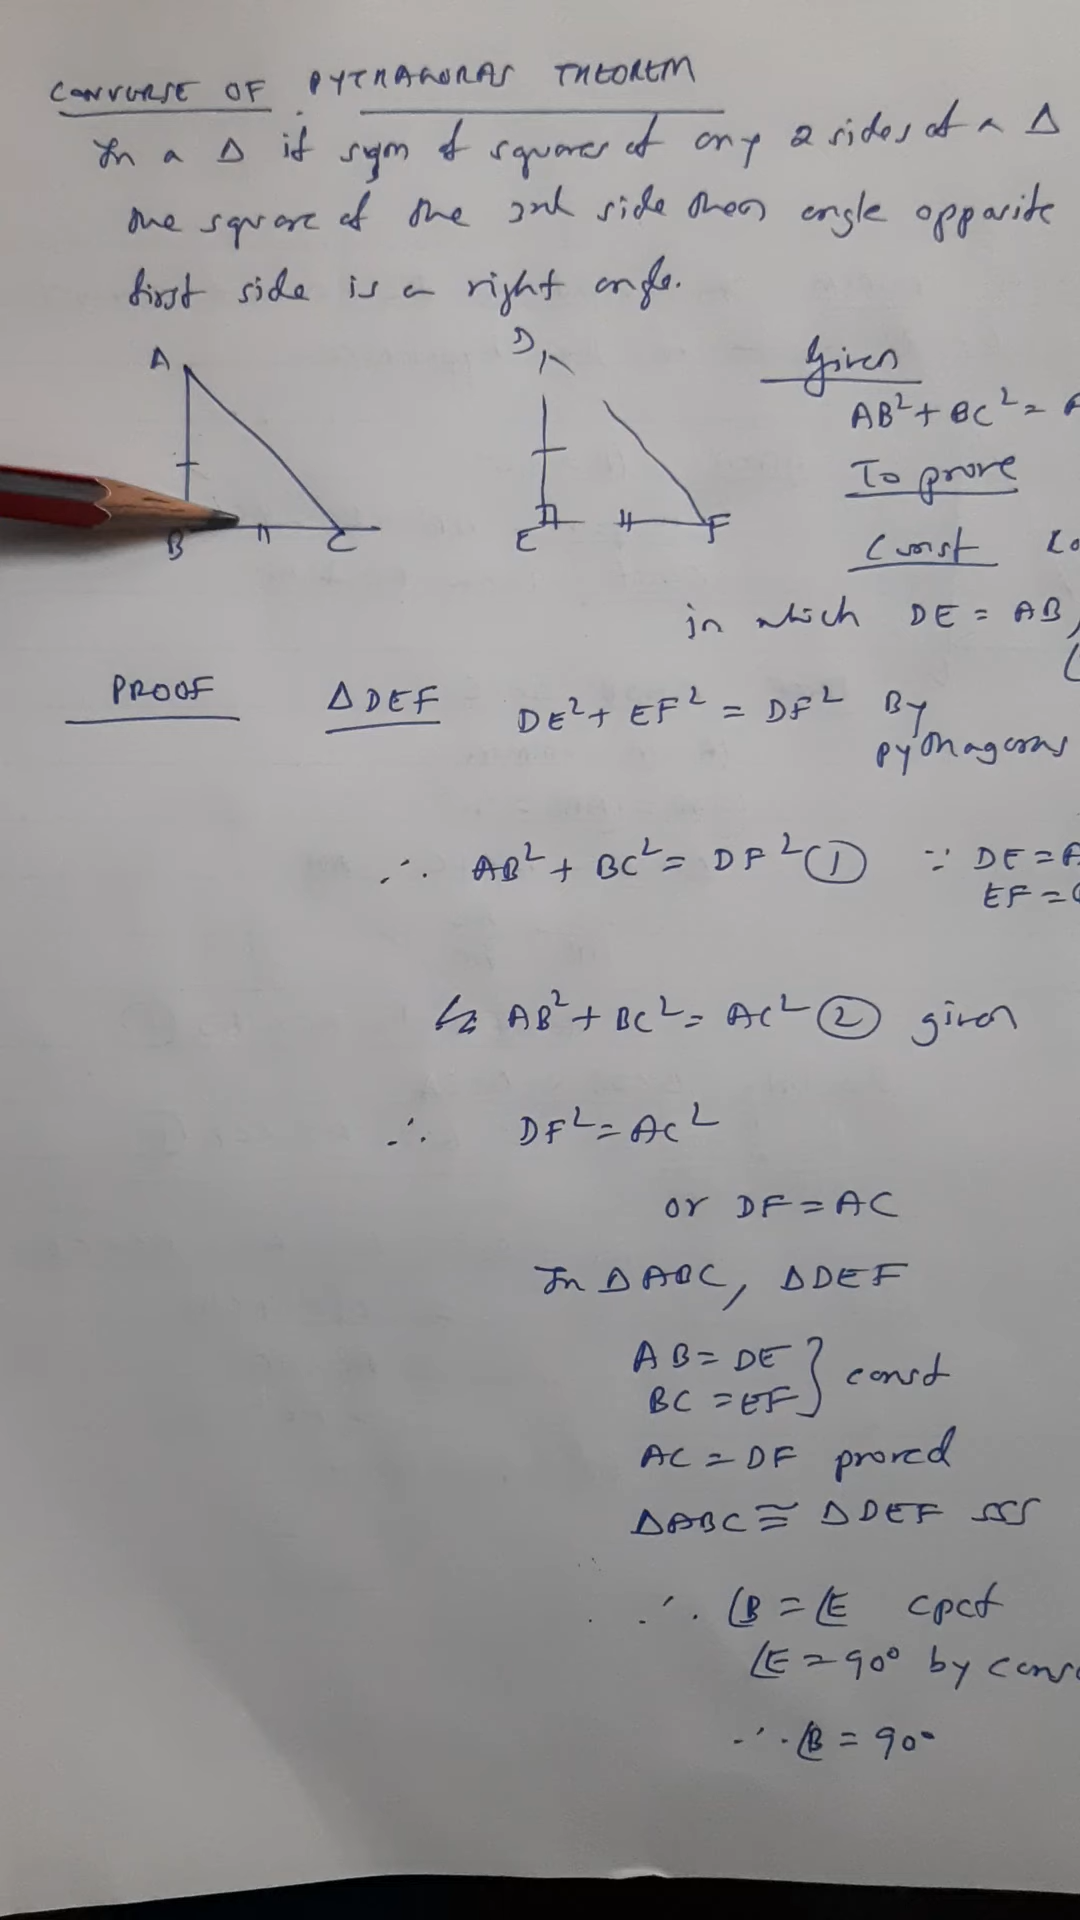 CONVERSE OF PYTHAGORAS THEOREM
In a Δ if sum of squares of any 2 sides of a Δ
the square of the 3rd side then angle opposite
first side is a right angle.
A
B
C
D
E
F
Given
AB² + BC² =
To prove
Const
in which DE = AB,
PROOF ΔDEF DE² + EF² = DF² By
pythagoras
∴ AB² + BC² = DF² ① ∵ DE =
EF =
AB² + BC² = AC² ② given
∴ DF² = AC²
or DF = AC
In ΔABC, ΔDEF
AB = DE } const
BC = EF
AC = DF proved
ΔABC ≅ ΔDEF SSS
∴ ∠B = ∠E cpct
∠E = 90° by cons
∴ ∠B = 90°